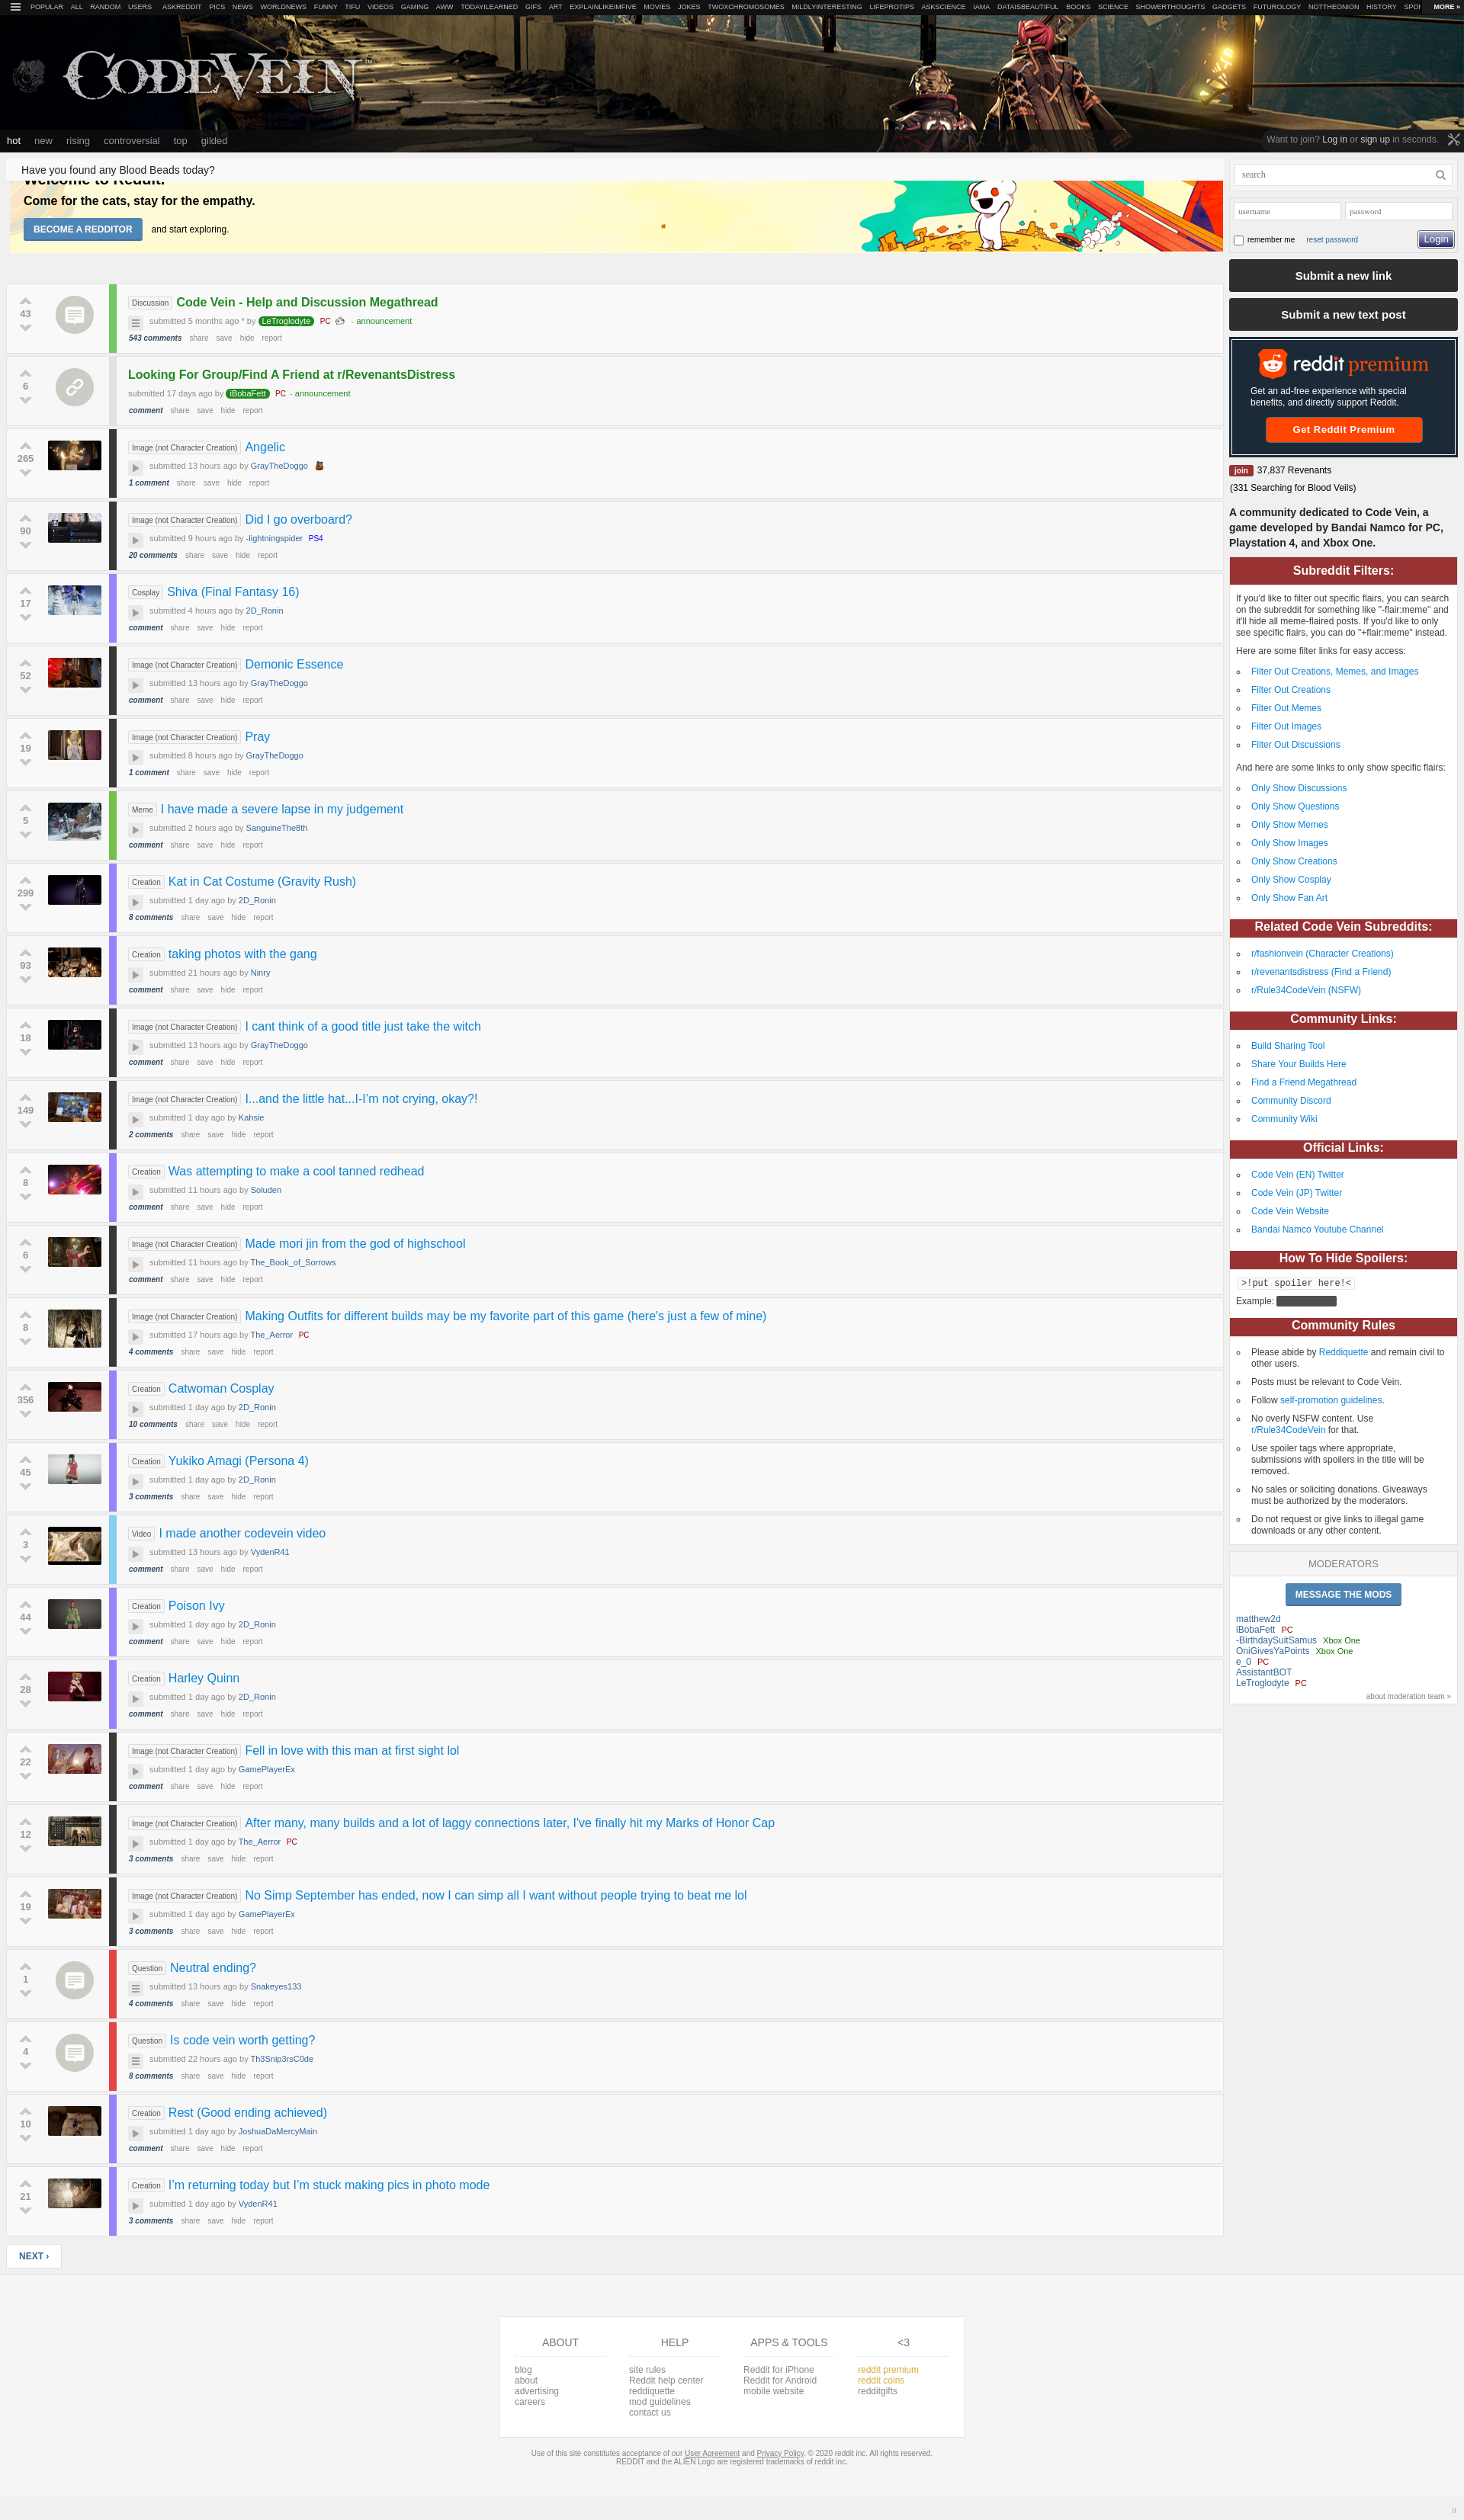 POPULAR ALL RANDOM USERS ASKREDDIT PICS NEWS WORLDNEWS FUNNY TIFU VIDEOS GAMING AWW TODAYILEARNED GIFS ART EXPLAINLIKEIMFIVE MOVIES JOKES TWOXCHROMOSOMES MILDLYINTERESTING LIFEPROTIPS ASKSCIENCE IAMA DATAISBEAUTIFUL BOOKS SCIENCE SHOWERTHOUGHTS GADGETS FUTUROLOGY NOTTHEONION HISTORY SPOR MORE »
CODE VEIN™
hot new rising controversial top gilded
Want to join? Log in or sign up in seconds.
Have you found any Blood Beads today?
Welcome to Reddit!
Come for the cats, stay for the empathy.
BECOME A REDDITOR and start exploring.
43
Discussion Code Vein - Help and Discussion Megathread
submitted 5 months ago * by LeTroglodyte PC - announcement
543 comments share save hide report
6
Looking For Group/Find A Friend at r/RevenantsDistress
submitted 17 days ago by iBobaFett PC - announcement
comment share save hide report
265
Image (not Character Creation) Angelic
submitted 13 hours ago by GrayTheDoggo
1 comment share save hide report
90
Image (not Character Creation) Did I go overboard?
submitted 9 hours ago by -lightningspider PS4
20 comments share save hide report
17
Cosplay Shiva (Final Fantasy 16)
submitted 4 hours ago by 2D_Ronin
comment share save hide report
52
Image (not Character Creation) Demonic Essence
submitted 13 hours ago by GrayTheDoggo
comment share save hide report
19
Image (not Character Creation) Pray
submitted 8 hours ago by GrayTheDoggo
1 comment share save hide report
5
Meme I have made a severe lapse in my judgement
submitted 2 hours ago by SanguineThe8th
comment share save hide report
299
Creation Kat in Cat Costume (Gravity Rush)
submitted 1 day ago by 2D_Ronin
8 comments share save hide report
93
Creation taking photos with the gang
submitted 21 hours ago by Ninry
comment share save hide report
18
Image (not Character Creation) I cant think of a good title just take the witch
submitted 13 hours ago by GrayTheDoggo
comment share save hide report
149
Image (not Character Creation) I...and the little hat...I-I'm not crying, okay?!
submitted 1 day ago by Kahsie
2 comments share save hide report
8
Creation Was attempting to make a cool tanned redhead
submitted 11 hours ago by Soluden
comment share save hide report
6
Image (not Character Creation) Made mori jin from the god of highschool
submitted 11 hours ago by The_Book_of_Sorrows
comment share save hide report
8
Image (not Character Creation) Making Outfits for different builds may be my favorite part of this game (here's just a few of mine)
submitted 17 hours ago by The_Aerror PC
4 comments share save hide report
356
Creation Catwoman Cosplay
submitted 1 day ago by 2D_Ronin
10 comments share save hide report
45
Creation Yukiko Amagi (Persona 4)
submitted 1 day ago by 2D_Ronin
3 comments share save hide report
3
Video I made another codevein video
submitted 13 hours ago by VydenR41
comment share save hide report
44
Creation Poison Ivy
submitted 1 day ago by 2D_Ronin
comment share save hide report
28
Creation Harley Quinn
submitted 1 day ago by 2D_Ronin
comment share save hide report
22
Image (not Character Creation) Fell in love with this man at first sight lol
submitted 1 day ago by GamePlayerEx
comment share save hide report
12
Image (not Character Creation) After many, many builds and a lot of laggy connections later, I've finally hit my Marks of Honor Cap
submitted 1 day ago by The_Aerror PC
3 comments share save hide report
19
Image (not Character Creation) No Simp September has ended, now I can simp all I want without people trying to beat me lol
submitted 1 day ago by GamePlayerEx
3 comments share save hide report
1
Question Neutral ending?
submitted 13 hours ago by Snakeyes133
4 comments share save hide report
4
Question Is code vein worth getting?
submitted 22 hours ago by Th3Snip3rsC0de
8 comments share save hide report
10
Creation Rest (Good ending achieved)
submitted 1 day ago by JoshuaDaMercyMain
comment share save hide report
21
Creation I'm returning today but I'm stuck making pics in photo mode
submitted 1 day ago by VydenR41
3 comments share save hide report
NEXT ›
search
username password
remember me reset password Login
Submit a new link
Submit a new text post
reddit premium
Get an ad-free experience with special
benefits, and directly support Reddit.
Get Reddit Premium
join 37,837 Revenants
(331 Searching for Blood Veils)
A community dedicated to Code Vein, a
game developed by Bandai Namco for PC,
Playstation 4, and Xbox One.
Subreddit Filters:
If you'd like to filter out specific flairs, you can search
on the subreddit for something like "-flair:meme" and
it'll hide all meme-flaired posts. If you'd like to only
see specific flairs, you can do "+flair:meme" instead.
Here are some filter links for easy access:
Filter Out Creations, Memes, and Images
Filter Out Creations
Filter Out Memes
Filter Out Images
Filter Out Discussions
And here are some links to only show specific flairs:
Only Show Discussions
Only Show Questions
Only Show Memes
Only Show Images
Only Show Creations
Only Show Cosplay
Only Show Fan Art
Related Code Vein Subreddits:
r/fashionvein (Character Creations)
r/revenantsdistress (Find a Friend)
r/Rule34CodeVein (NSFW)
Community Links:
Build Sharing Tool
Share Your Builds Here
Find a Friend Megathread
Community Discord
Community Wiki
Official Links:
Code Vein (EN) Twitter
Code Vein (JP) Twitter
Code Vein Website
Bandai Namco Youtube Channel
How To Hide Spoilers:
>!put spoiler here!<
Example:
Community Rules
Please abide by Reddiquette and remain civil to
other users.
Posts must be relevant to Code Vein.
Follow self-promotion guidelines.
No overly NSFW content. Use
r/Rule34CodeVein for that.
Use spoiler tags where appropriate,
submissions with spoilers in the title will be
removed.
No sales or soliciting donations. Giveaways
must be authorized by the moderators.
Do not request or give links to illegal game
downloads or any other content.
MODERATORS
MESSAGE THE MODS
matthew2d
iBobaFett PC
-BirthdaySuitSamus Xbox One
OniGivesYaPoints Xbox One
e_0 PC
AssistantBOT
LeTroglodyte PC
about moderation team »
ABOUT
blog
about
advertising
careers
HELP
site rules
Reddit help center
reddiquette
mod guidelines
contact us
APPS & TOOLS
Reddit for iPhone
Reddit for Android
mobile website
<3
reddit premium
reddit coins
redditgifts
Use of this site constitutes acceptance of our User Agreement and Privacy Policy. © 2020 reddit inc. All rights reserved.
REDDIT and the ALIEN Logo are registered trademarks of reddit inc.
π